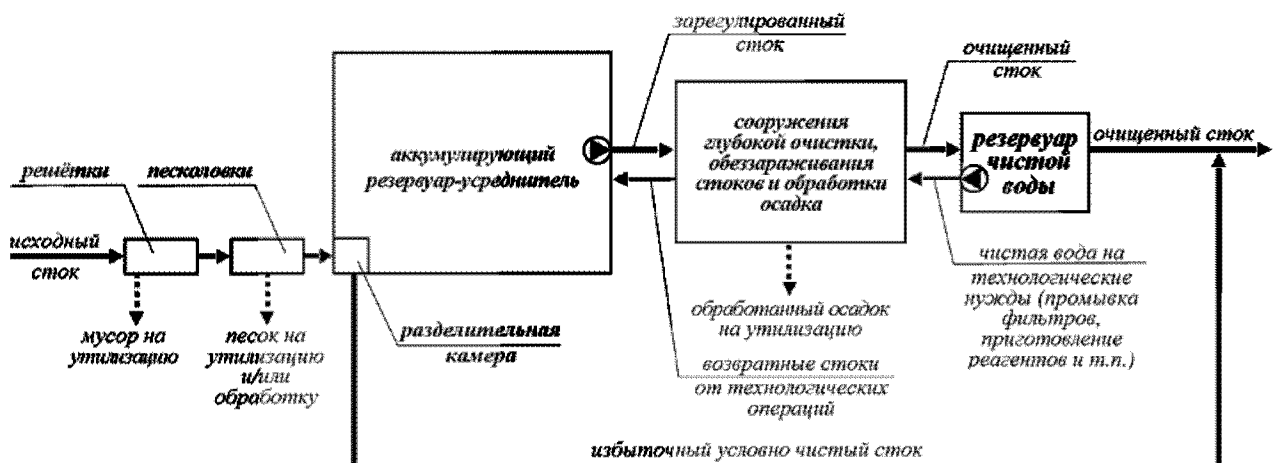 зарегулированный
сток
очищенный
сток
сооружения
глубокой очистки,
обеззараживания
стоков и обработки
осадка
резервуар
чистой
воды
очищенный сток
аккумулирующий
резервуар-усреднитель
решётки
песколовки
исходный
сток
мусор на
утилизацию
песок на
утилизацию
и/или
обработку
разделительная
камера
обработанный осадок
на утилизацию
возвратные стоки
от технологических
операций
чистая вода на
технологические
нужды (промывка
фильтров,
приготовление
реагентов и т.п.)
избыточный условно чистый сток